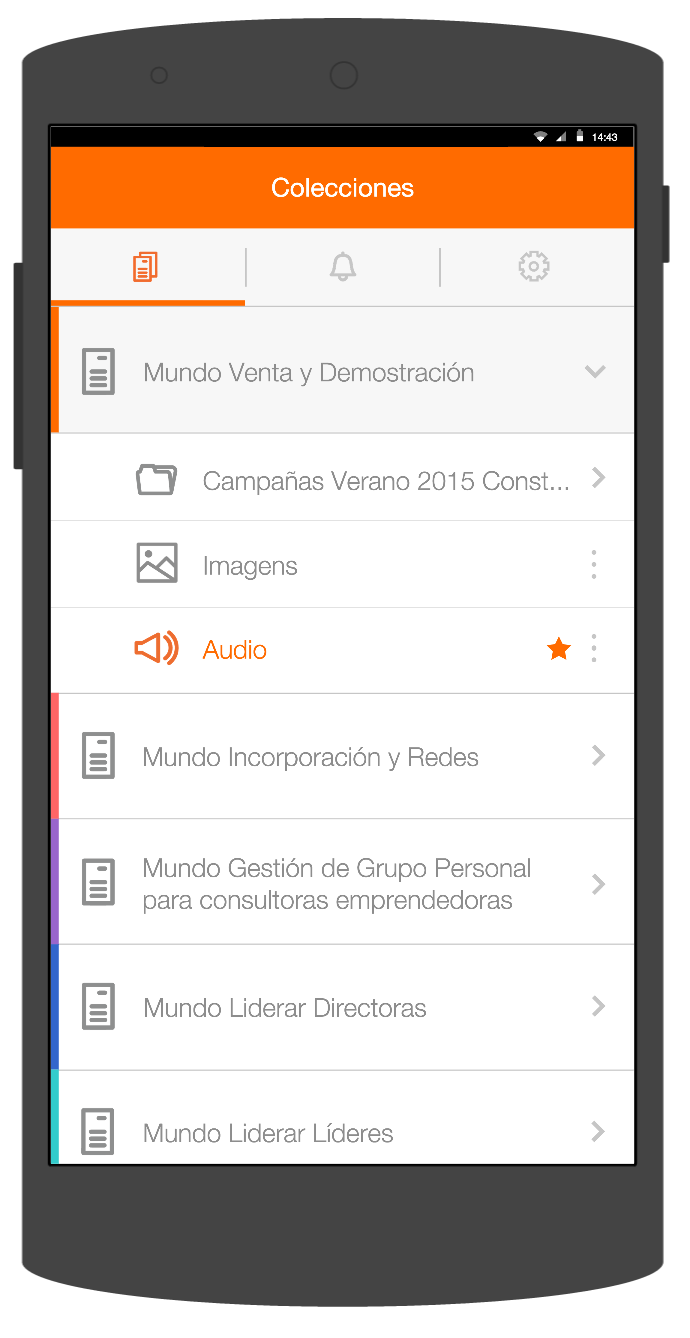 14:43
Colecciones
Mundo Venta y Demostración
Campañas Verano 2015 Const...
Imagens
Audio
Mundo Incorporación y Redes
Mundo Gestión de Grupo Personal
para consultoras emprendedoras
Mundo Liderar Directoras
Mundo Liderar Líderes